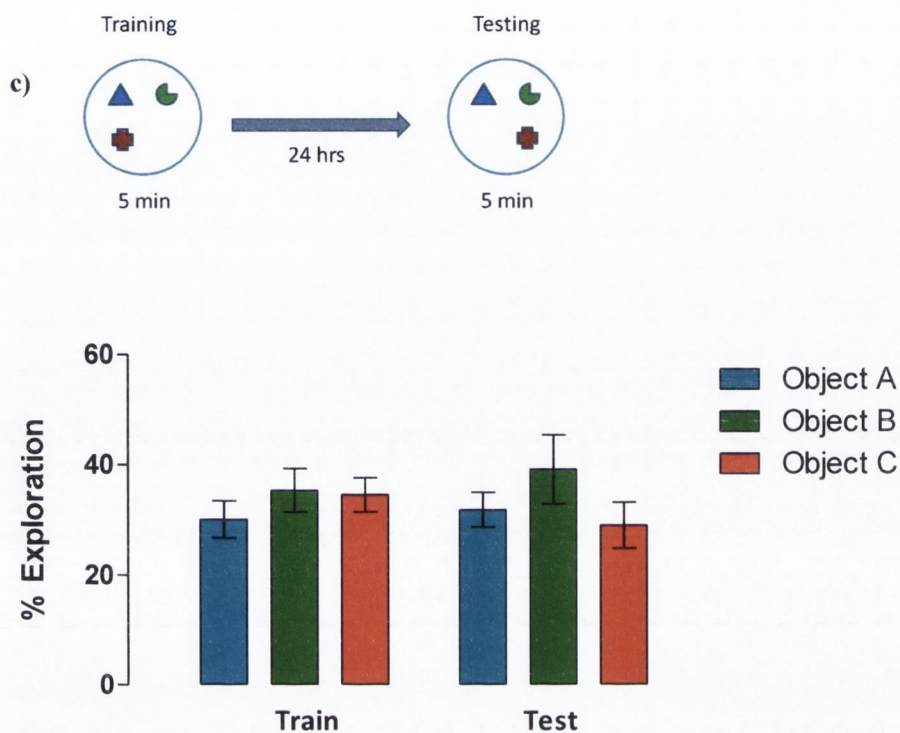 Training
Testing
c)
24 hrs
5 min
5 min
60
40
20
0
% Exploration
Object A
Object B
Object C
Train
Test